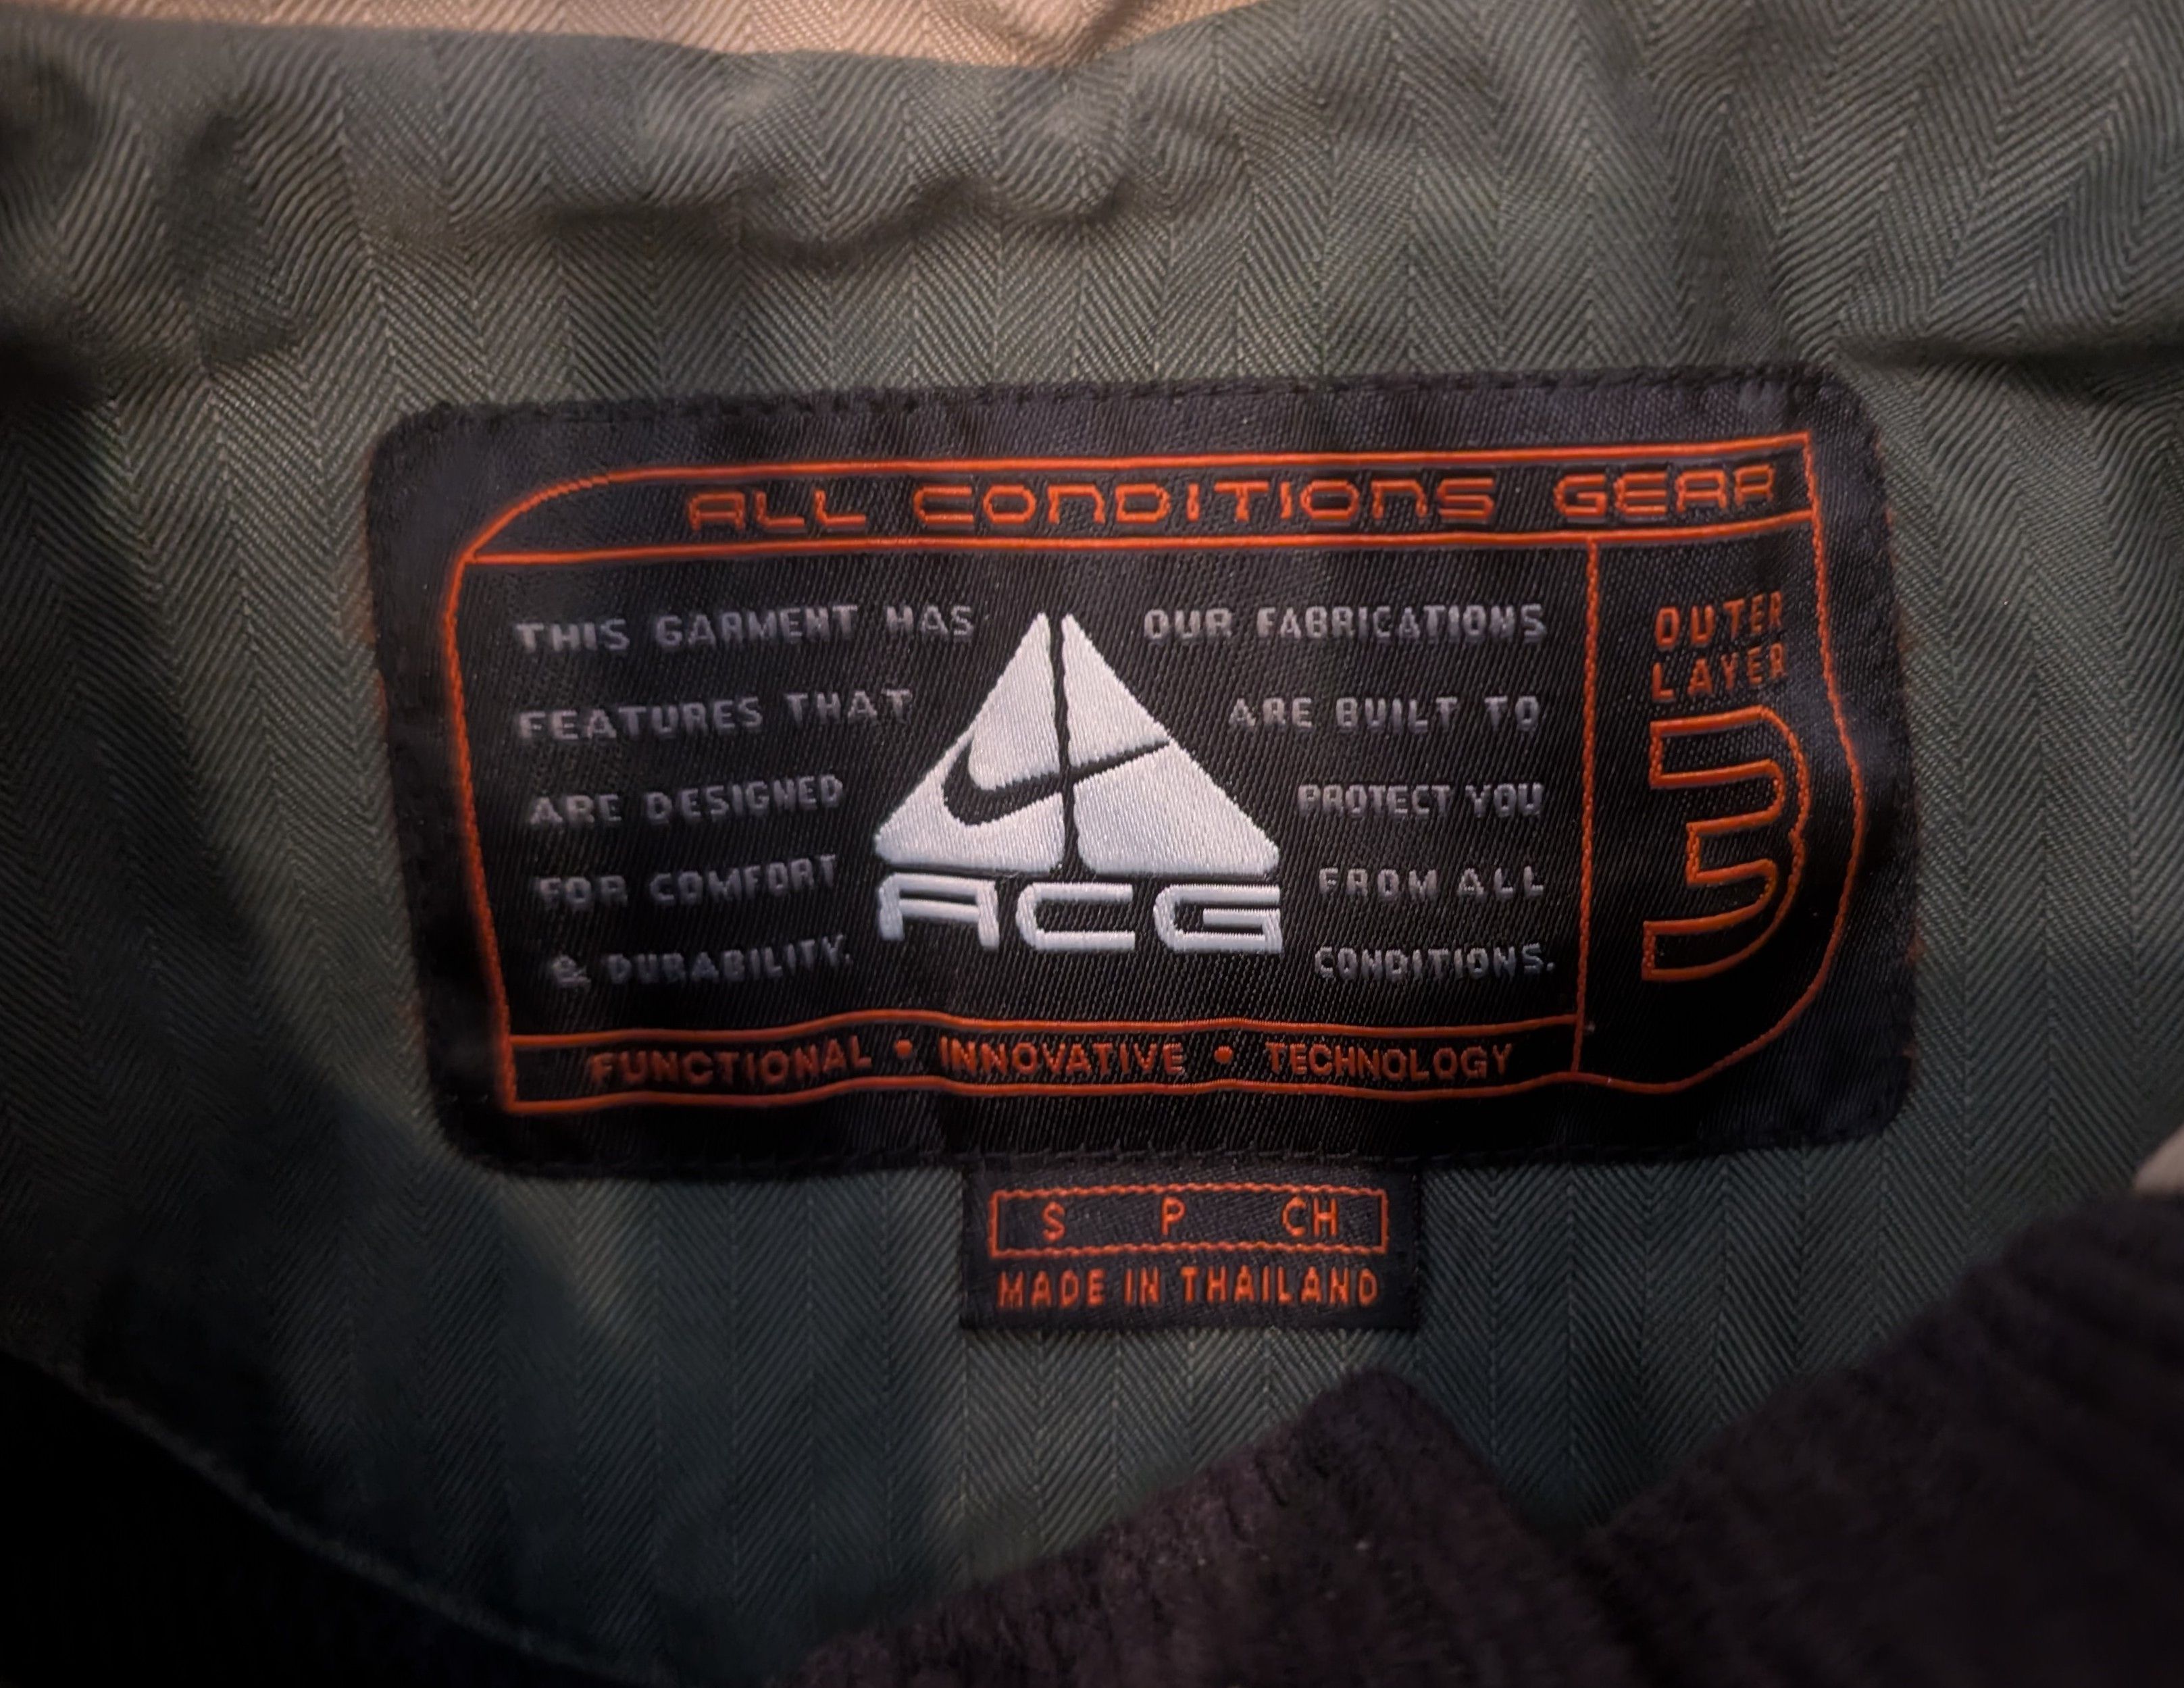 ALL CONDITIONS GEAR
THIS GARMENT HAS
FEATURES THAT
ARE DESIGNED
FOR COMFORT
& DURABILITY.
ACG
OUR FABRICATIONS
ARE BUILT TO
PROTECT YOU
FROM ALL
CONDITIONS.
OUTER
LAYER
3
FUNCTIONAL • INNOVATIVE • TECHNOLOGY
S P CH
MADE IN THAILAND